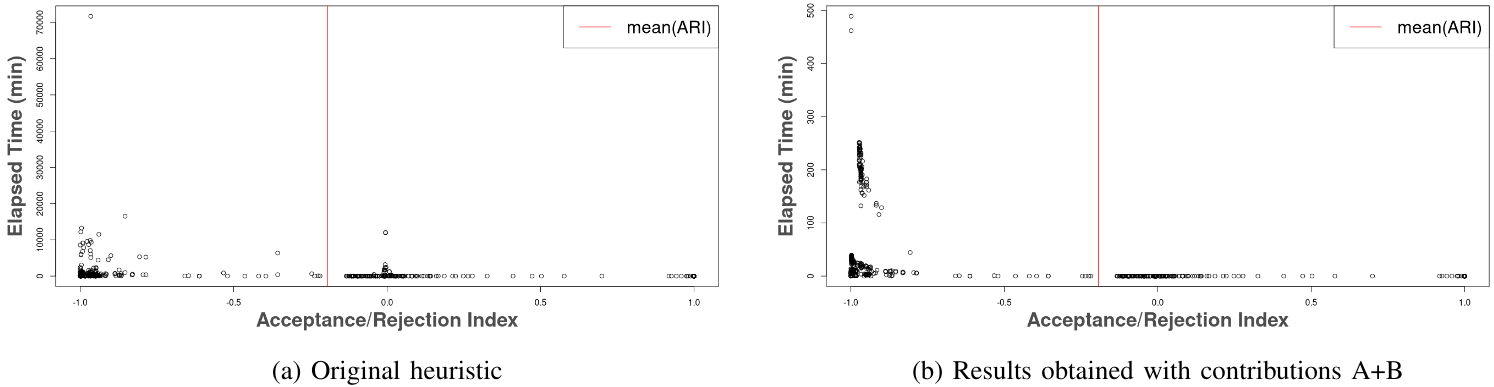 mean(ARI)
Elapsed Time (min)
70000
60000
50000
40000
30000
20000
10000
0
-1.0 -0.5 0.0 0.5 1.0
Acceptance/Rejection Index
(a) Original heuristic
mean(ARI)
Elapsed Time (min)
500
400
300
200
100
0
-1.0 -0.5 0.0 0.5 1.0
Acceptance/Rejection Index
(b) Results obtained with contributions A+B